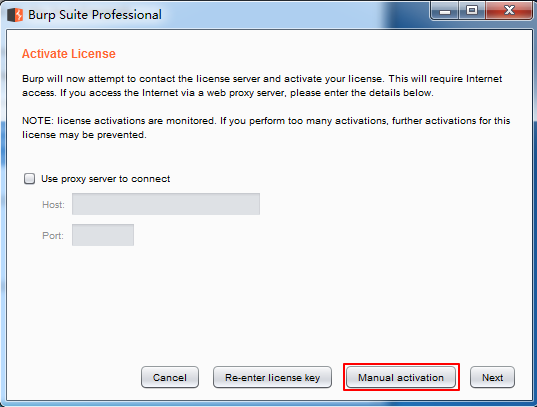 Burp Suite Professional
Activate License
Burp will now attempt to contact the license server and activate your license. This will require Internet
access. If you access the Internet via a web proxy server, please enter the details below.
NOTE: license activations are monitored. If you perform too many activations, further activations for this
license may be prevented.
Use proxy server to connect
Host:
Port:
Cancel Re-enter license key Manual activation Next